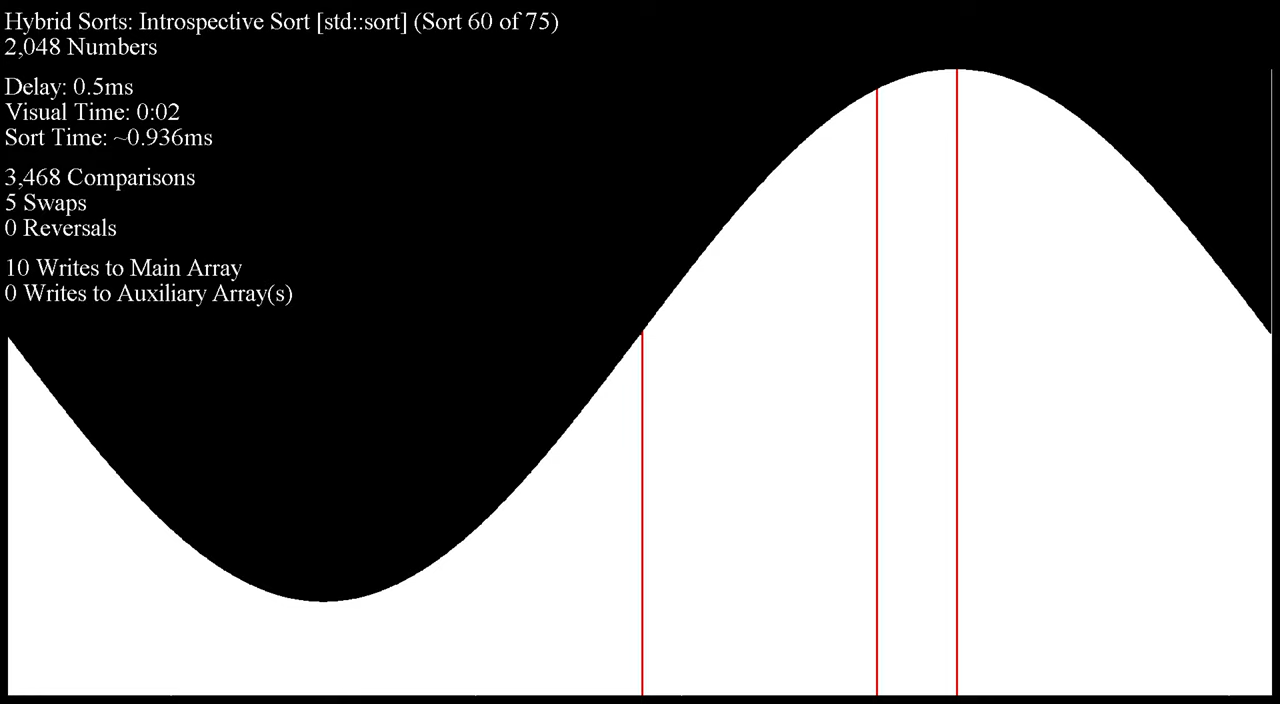 Hybrid Sorts: Introspective Sort [std::sort] (Sort 60 of 75)
2,048 Numbers
Delay: 0.5ms
Visual Time: 0:02
Sort Time: ~0.936ms
3,468 Comparisons
5 Swaps
0 Reversals
10 Writes to Main Array
0 Writes to Auxiliary Array(s)